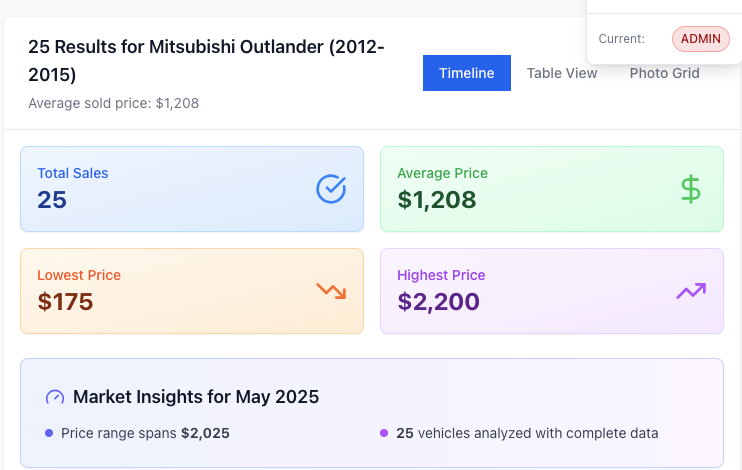 Current: ADMIN
25 Results for Mitsubishi Outlander (2012-
2015)
Average sold price: $1,208
Timeline Table View Photo Grid
Total Sales
25
Average Price
$1,208
Lowest Price
$175
Highest Price
$2,200
Market Insights for May 2025
Price range spans $2,025
25 vehicles analyzed with complete data